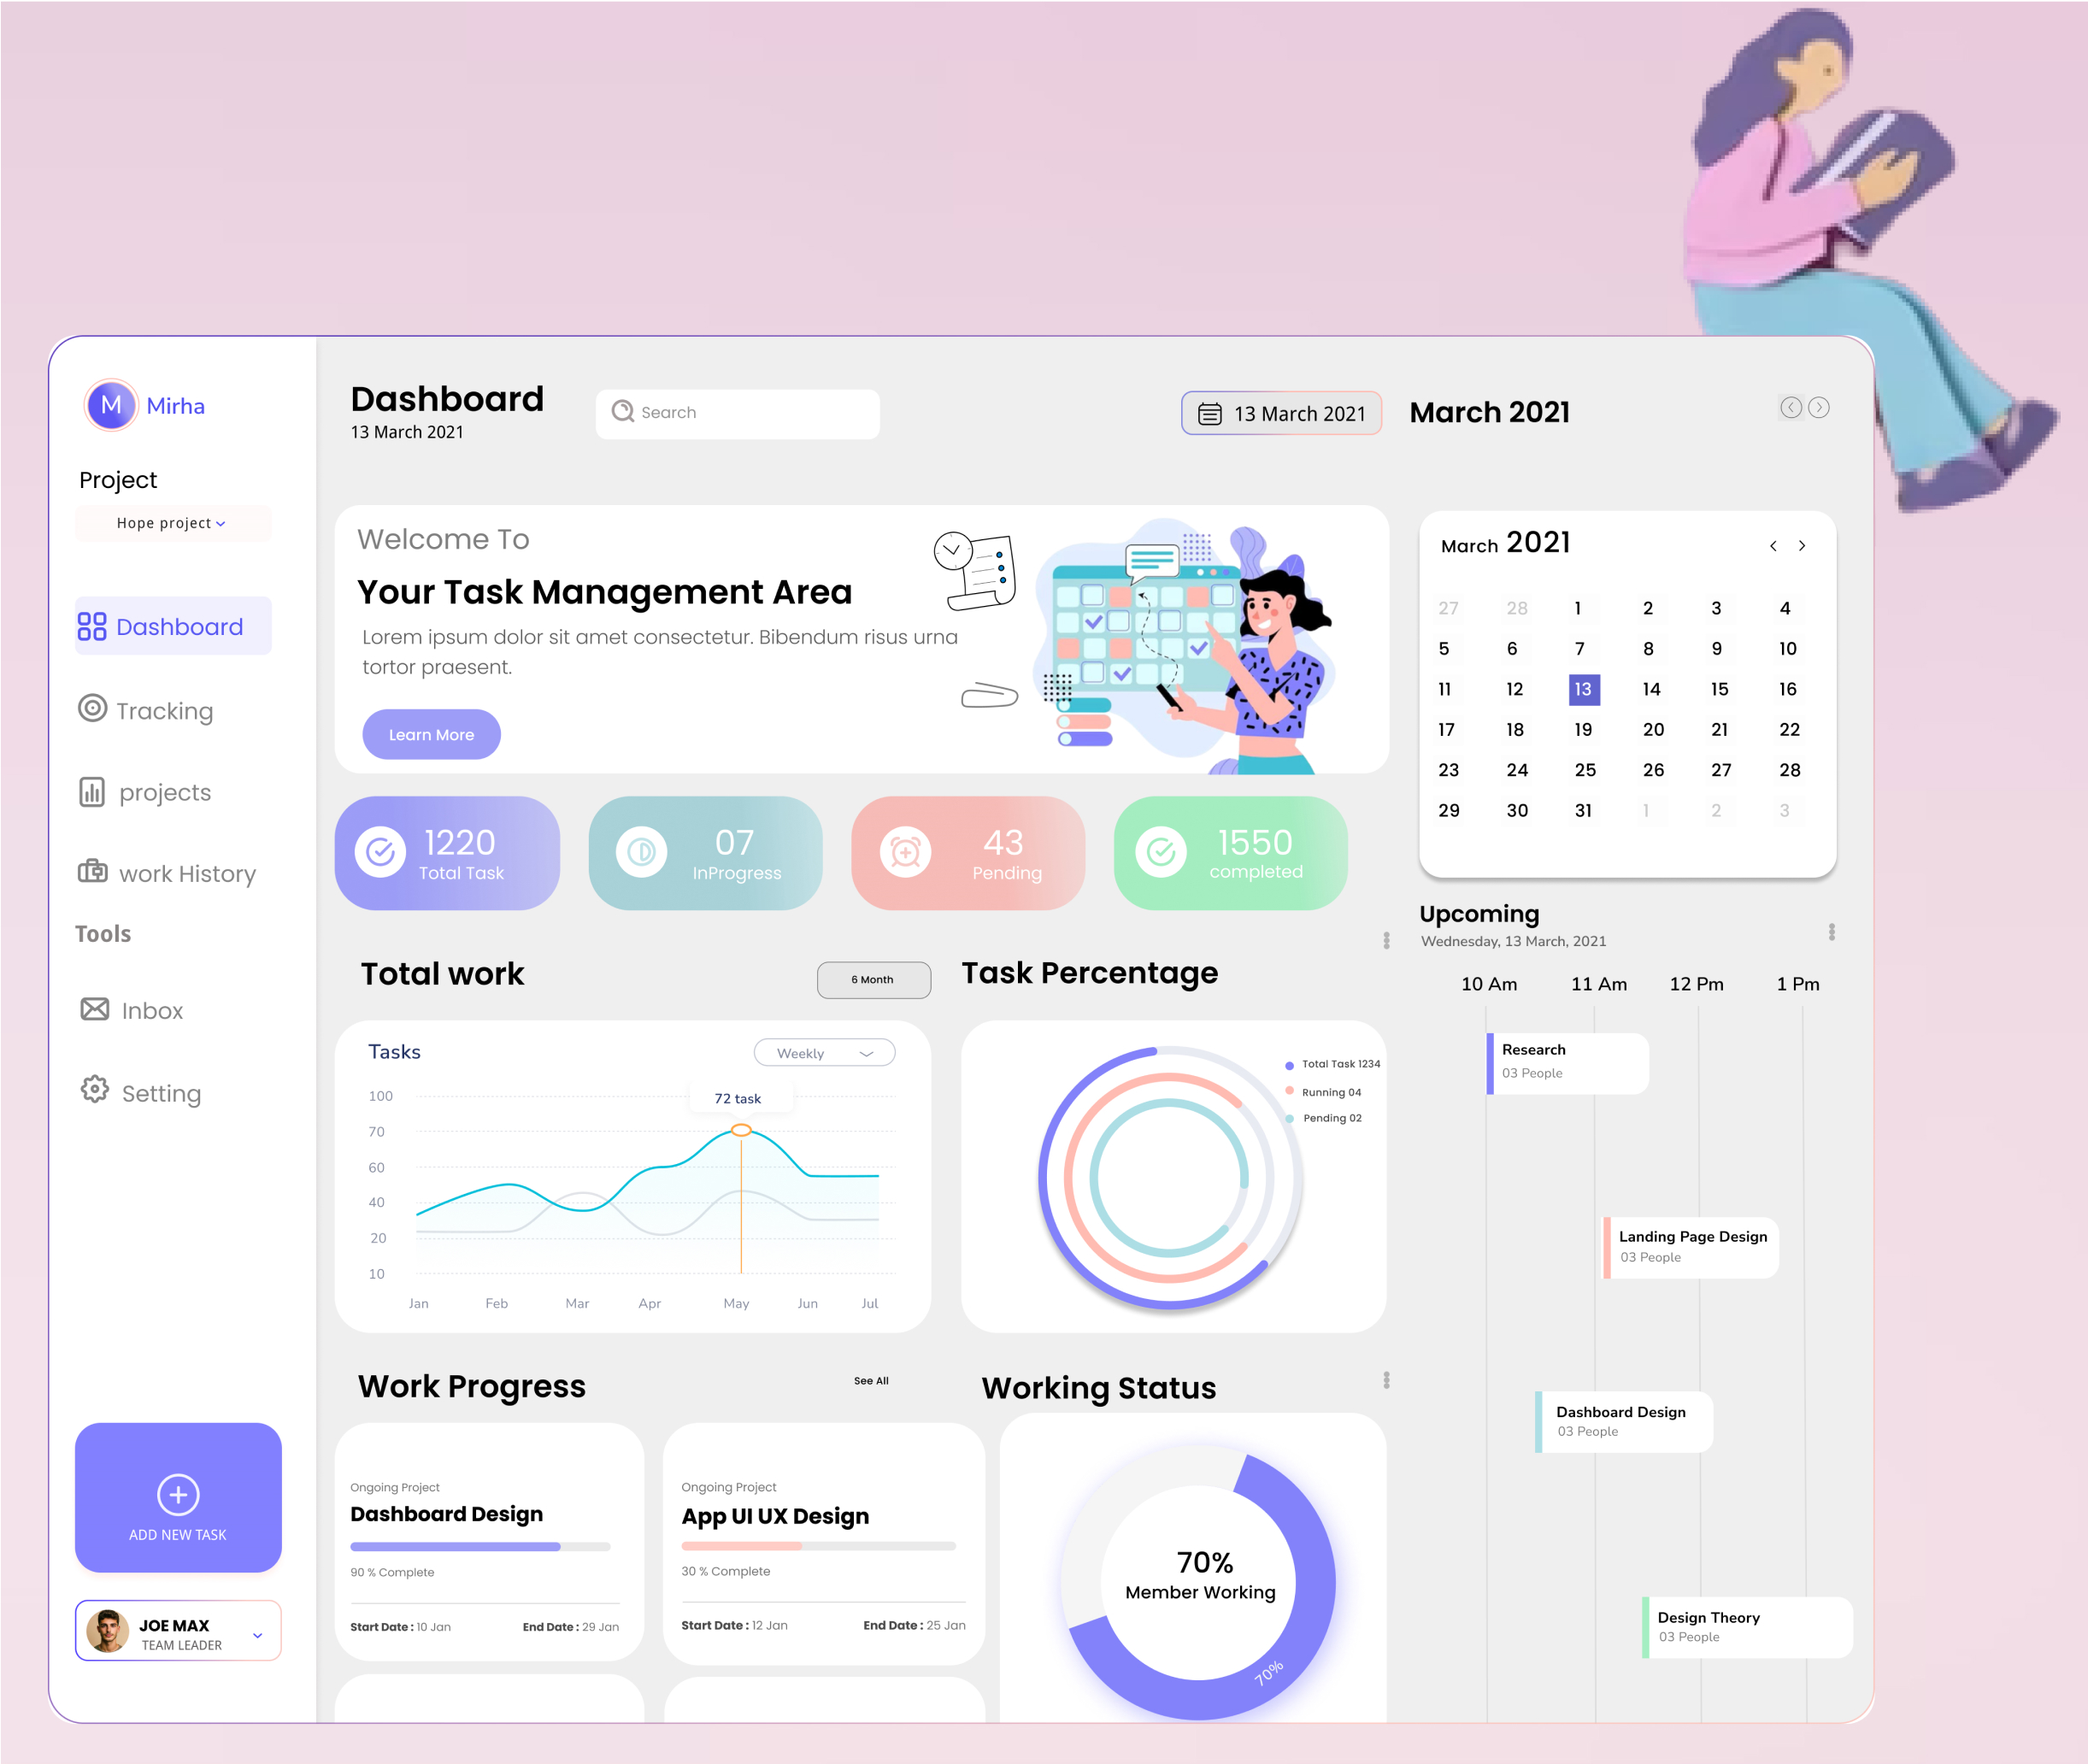 M Mirha
Project
Hope project
Dashboard
Tracking
projects
work History
Tools
Inbox
Setting
ADD NEW TASK
JOE MAX
TEAM LEADER
Dashboard
13 March 2021
Search
13 March 2021
Welcome To
Your Task Management Area
Lorem ipsum dolor sit amet consectetur. Bibendum risus urna
tortor praesent.
Learn More
1220
Total Task
07
InProgress
43
Pending
1550
completed
Total work
6 Month
Tasks
Weekly
72 task
100
70
60
40
20
10
Jan Feb Mar Apr May Jun Jul
Task Percentage
Total Task 1234
Running 04
Pending 02
Work Progress
See All
Ongoing Project
Dashboard Design
90 % Complete
Start Date : 10 Jan End Date : 29 Jan
Ongoing Project
App UI UX Design
30 % Complete
Start Date : 12 Jan End Date : 25 Jan
Working Status
70%
Member Working
70%
March 2021
March 2021
27 28 1 2 3 4
5 6 7 8 9 10
11 12 13 14 15 16
17 18 19 20 21 22
23 24 25 26 27 28
29 30 31 1 2 3
Upcoming
Wednesday, 13 March, 2021
10 Am 11 Am 12 Pm 1 Pm
Research
03 People
Landing Page Design
03 People
Dashboard Design
03 People
Design Theory
03 People